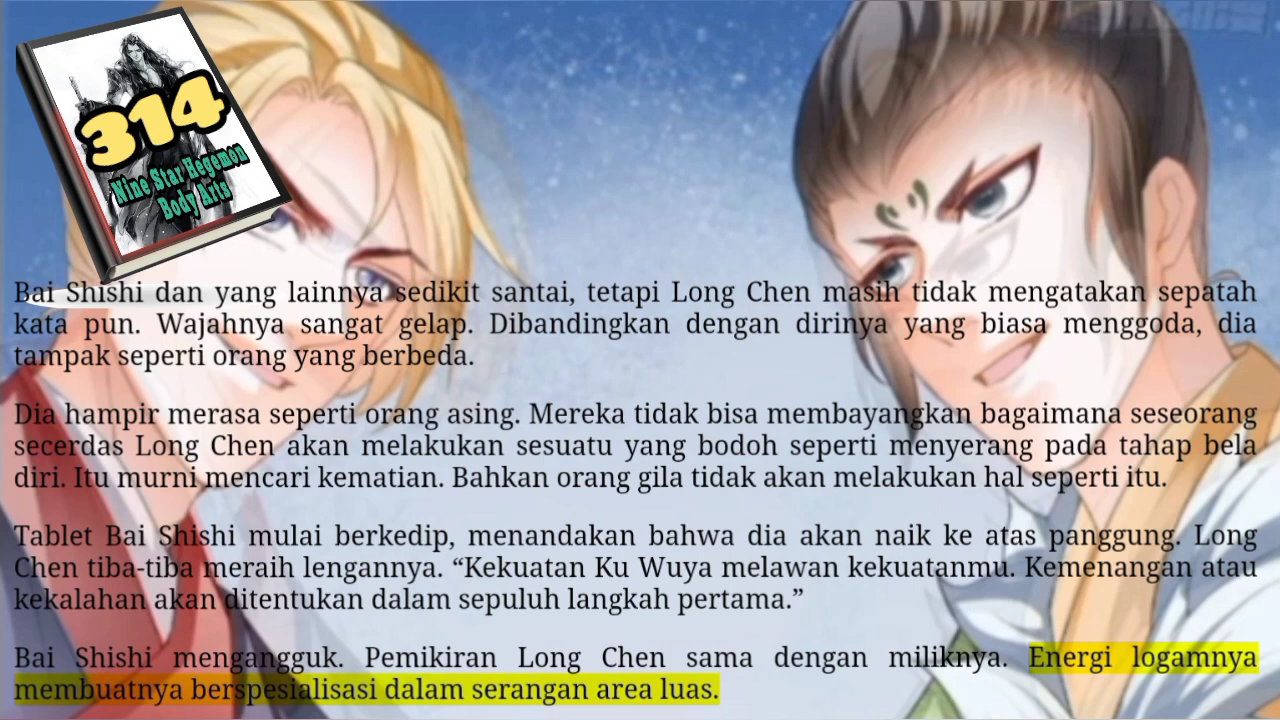 314
Nine Star Hegemon
Body Arts
Bai Shishi dan yang lainnya sedikit santai, tetapi Long Chen masih tidak mengatakan sepatah
kata pun. Wajahnya sangat gelap. Dibandingkan dengan dirinya yang biasa menggoda, dia
tampak seperti orang yang berbeda.
Dia hampir merasa seperti orang asing. Mereka tidak bisa membayangkan bagaimana seseorang
secerdas Long Chen akan melakukan sesuatu yang bodoh seperti menyerang pada tahap bela
diri. Itu murni mencari kematian. Bahkan orang gila tidak akan melakukan hal seperti itu.
Tablet Bai Shishi mulai berkedip, menandakan bahwa dia akan naik ke atas panggung. Long
Chen tiba-tiba meraih lengannya. “Kekuatan Ku Wuya melawan kekuatanmu. Kemenangan atau
kekalahan akan ditentukan dalam sepuluh langkah pertama.”
Bai Shishi mengangguk. Pemikiran Long Chen sama dengan miliknya. Energi logamnya
membuatnya berspesialisasi dalam serangan area luas.